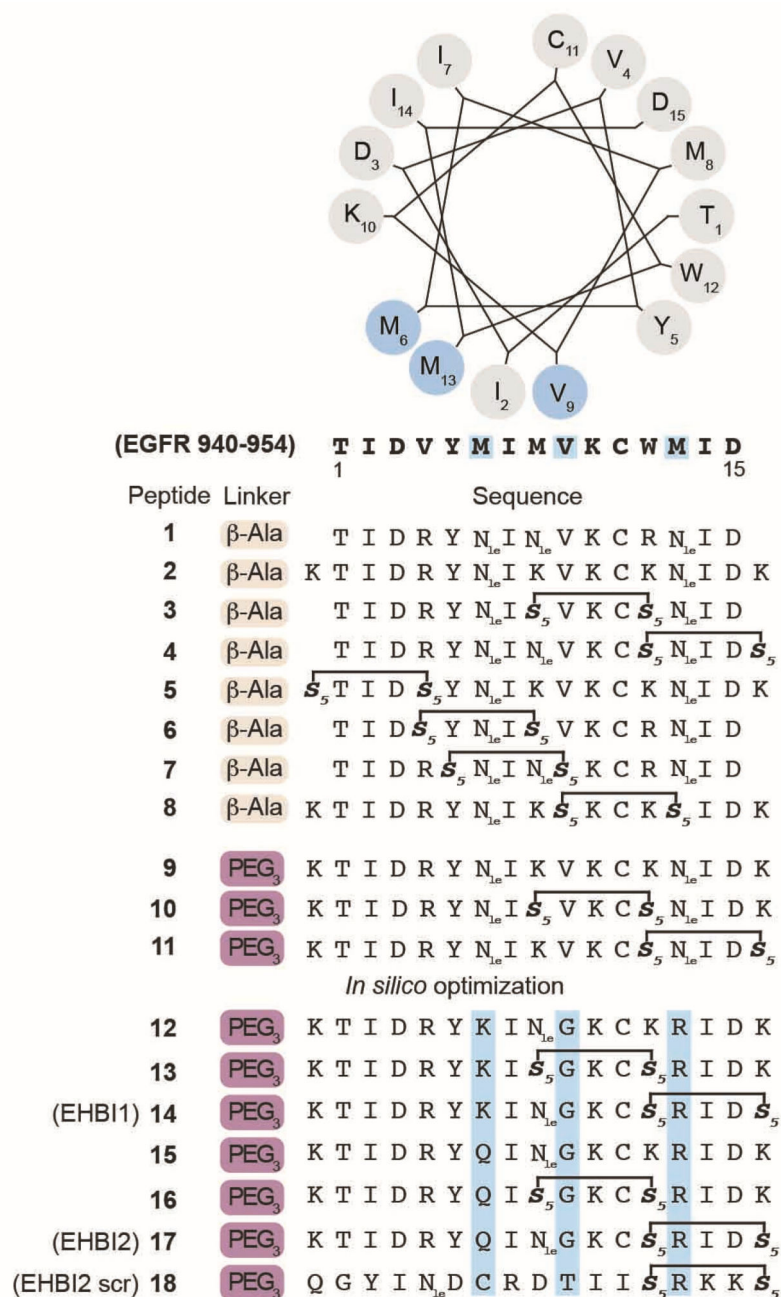 C11
V4
I7
D15
I14
M8
D3
K10
T1
W12
M6
Y5
M13
I2
V9
(EGFR 940-954) T I D V Y M I M V K C W M I D
1 15
Peptide Linker Sequence
1 β-Ala T I D R Y Nle I Nle V K C R Nle I D
2 β-Ala K T I D R Y Nle I K V K C K Nle I D K
3 β-Ala T I D R Y Nle I S5 V K C S5 Nle I D
4 β-Ala T I D R Y Nle I Nle V K C S5 Nle I D S5
5 β-Ala S5 T I D S5 Y Nle I K V K C K Nle I D K
6 β-Ala T I D S5 Y Nle I S5 V K C R Nle I D
7 β-Ala T I D R S5 Nle I Nle S5 K C R Nle I D
8 β-Ala K T I D R Y Nle I K S5 K C K S5 I D K
9 PEG3 K T I D R Y Nle I K V K C K Nle I D K
10 PEG3 K T I D R Y Nle I S5 V K C S5 Nle I D K
11 PEG3 K T I D R Y Nle I K V K C S5 Nle I D S5
In silico optimization
12 PEG3 K T I D R Y K I Nle G K C K R I D K
13 PEG3 K T I D R Y K I S5 G K C S5 R I D K
(EHBI1) 14 PEG3 K T I D R Y K I Nle G K C S5 R I D S5
15 PEG3 K T I D R Y Q I Nle G K C K R I D K
16 PEG3 K T I D R Y Q I S5 G K C S5 R I D K
(EHBI2) 17 PEG3 K T I D R Y Q I Nle G K C S5 R I D S5
(EHBI2 scr) 18 PEG3 Q G Y I Nle D C R D T I I S5 R K K S5